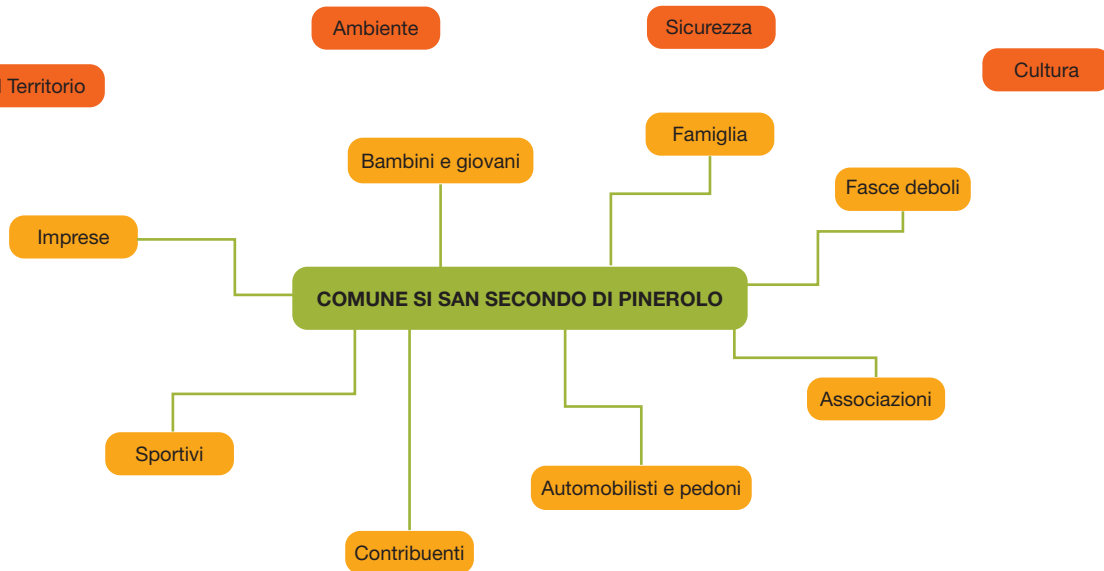 Ambiente
Sicurezza
Cultura
Territorio
Famiglia
Bambini e giovani
Fasce deboli
Imprese
COMUNE SI SAN SECONDO DI PINEROLO
Associazioni
Sportivi
Automobilisti e pedoni
Contribuenti